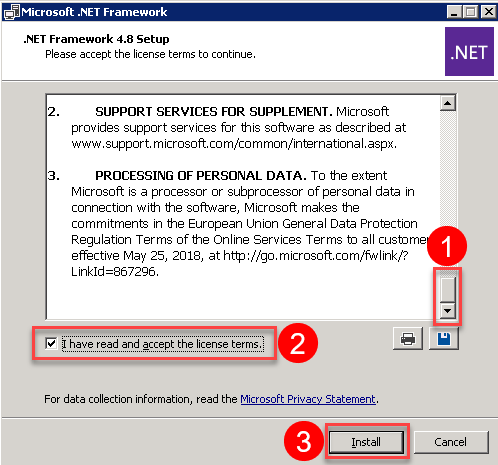 Microsoft .NET Framework
.NET Framework 4.8 Setup
Please accept the license terms to continue.
.NET
2. SUPPORT SERVICES FOR SUPPLEMENT. Microsoft
provides support services for this software as described at
www.support.microsoft.com/common/international.aspx.
3. PROCESSING OF PERSONAL DATA. To the extent
Microsoft is a processor or subprocessor of personal data in
connection with the software, Microsoft makes the
commitments in the European Union General Data Protection
Regulation Terms of the Online Services Terms to all
effective May 25, 2018, at http://go.microsoft.com/fwlink/?
LinkId=867296.
1
I have read and accept the license terms.
2
For data collection information, read the Microsoft Privacy Statement.
3
Install
Cancel